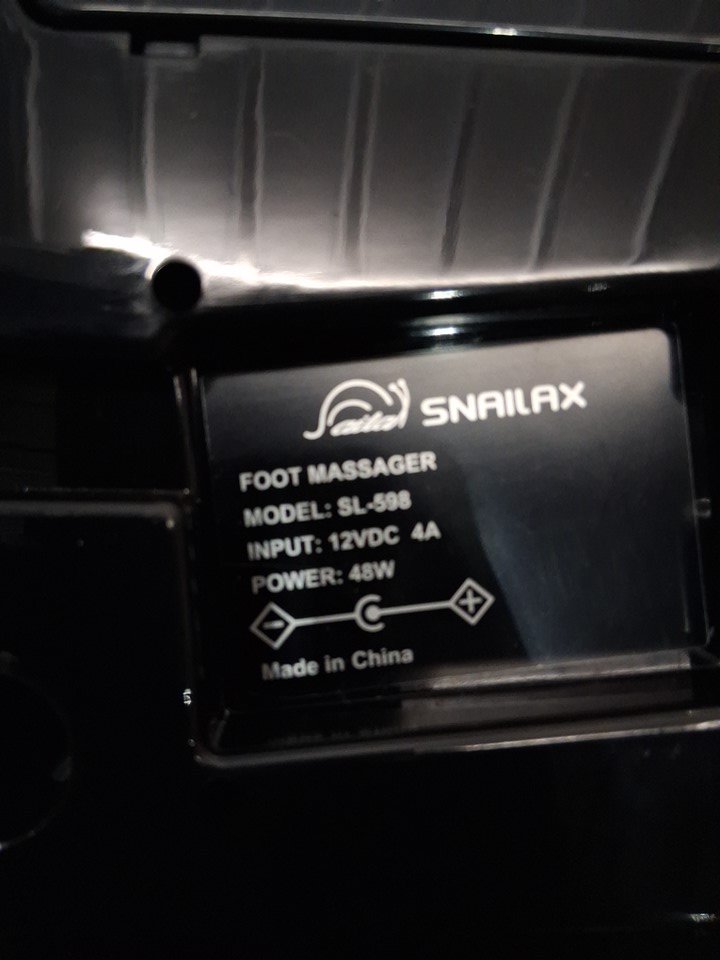 SNAILAX
FOOT MASSAGER
MODEL: SL-598
INPUT: 12VDC 4A
POWER: 48W
- +
Made in China